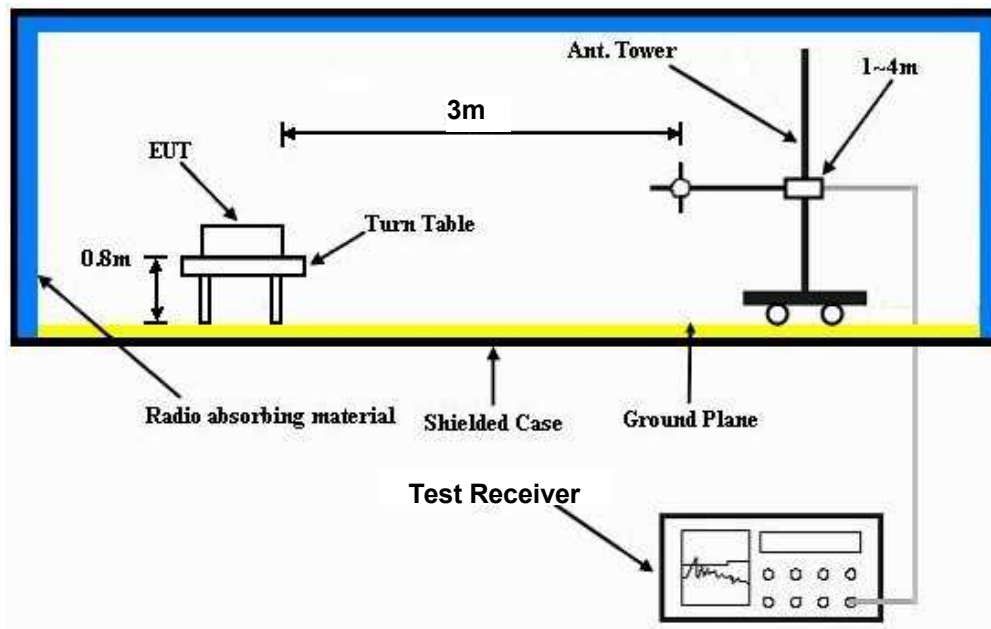 Ant. Tower
1~4m
3m
EUT
Turn Table
0.8m
Radio absorbing material
Shielded Case
Ground Plane
Test Receiver